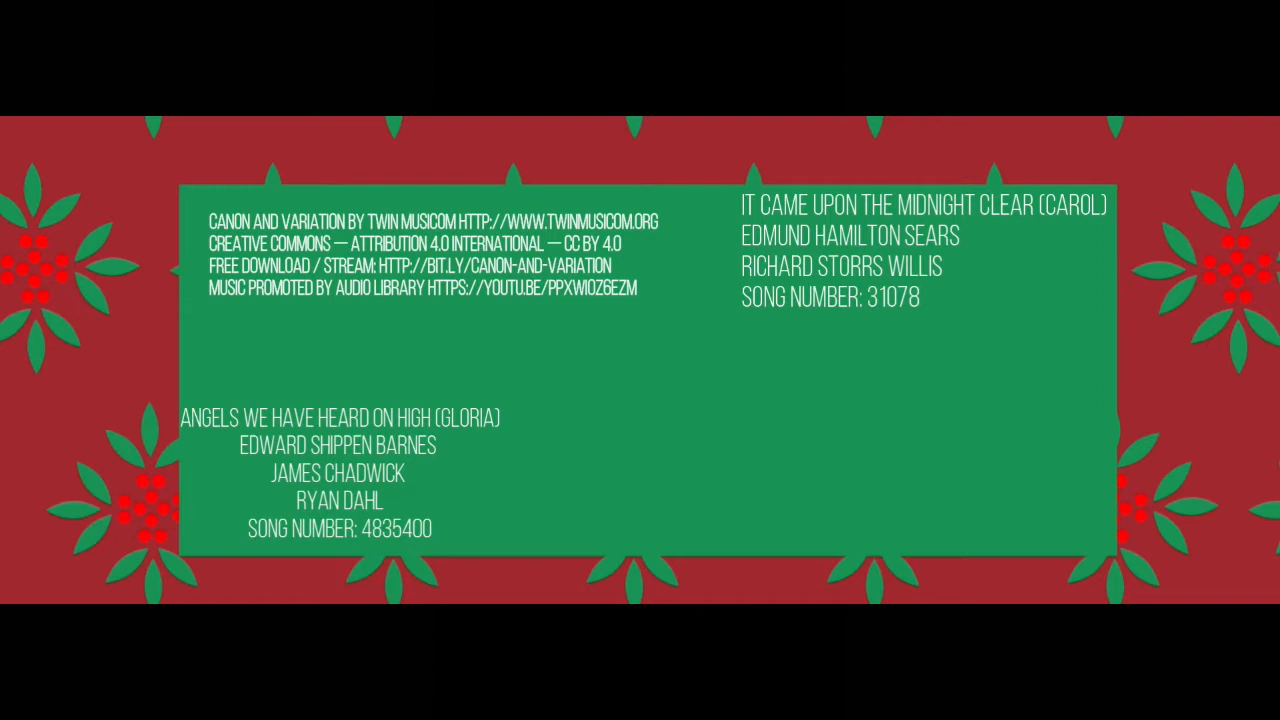 CANON AND VARIATION BY TWIN MUSICOM HTTP://WWW.TWINMUSICOM.ORG
CREATIVE COMMONS — ATTRIBUTION 4.0 INTERNATIONAL — CC BY 4.0
FREE DOWNLOAD / STREAM: HTTP://BIT.LY/CANON-AND-VARIATION
MUSIC PROMOTED BY AUDIO LIBRARY HTTPS://YOUTU.BE/PPXWIOZ6EZM
IT CAME UPON THE MIDNIGHT CLEAR (CAROL)
EDMUND HAMILTON SEARS
RICHARD STORRS WILLIS
SONG NUMBER: 31078
ANGELS WE HAVE HEARD ON HIGH (GLORIA)
EDWARD SHIPPEN BARNES
JAMES CHADWICK
RYAN DAHL
SONG NUMBER: 4835400